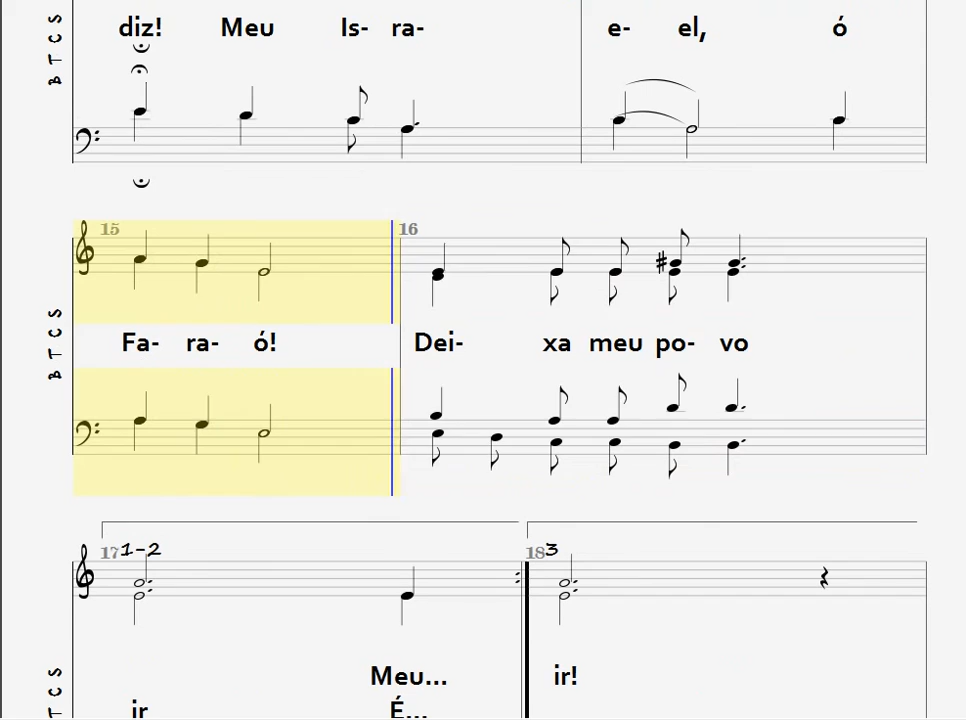 diz! Meu Is- ra- e- el, ó
B T C S
15 16
Fa- ra- ó! Dei- xa meu po- vo
B T C S
17 1-2 18 3
Meu... ir!
ir É...
T C S